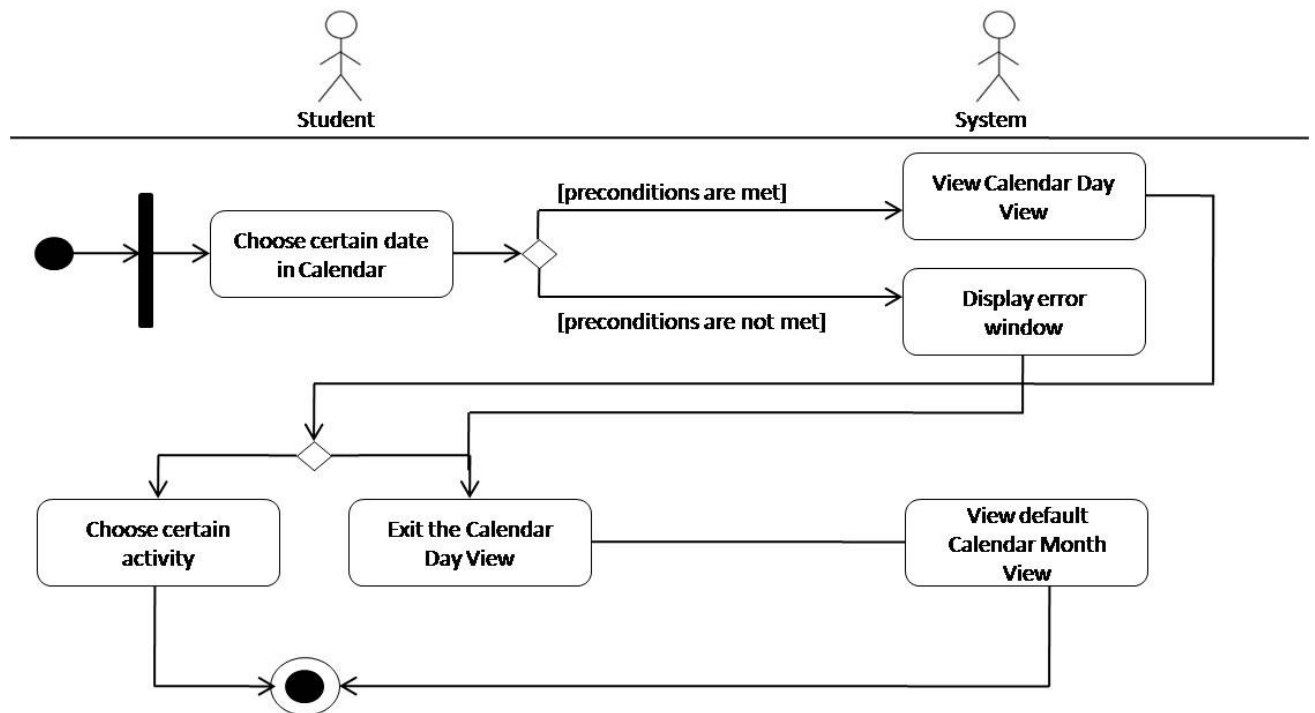 Student
System
[preconditions are met]
View Calendar Day
View
Choose certain date
in Calendar
Display error
window
[preconditions are not met]
Choose certain
activity
Exit the Calendar
Day View
View default
Calendar Month
View